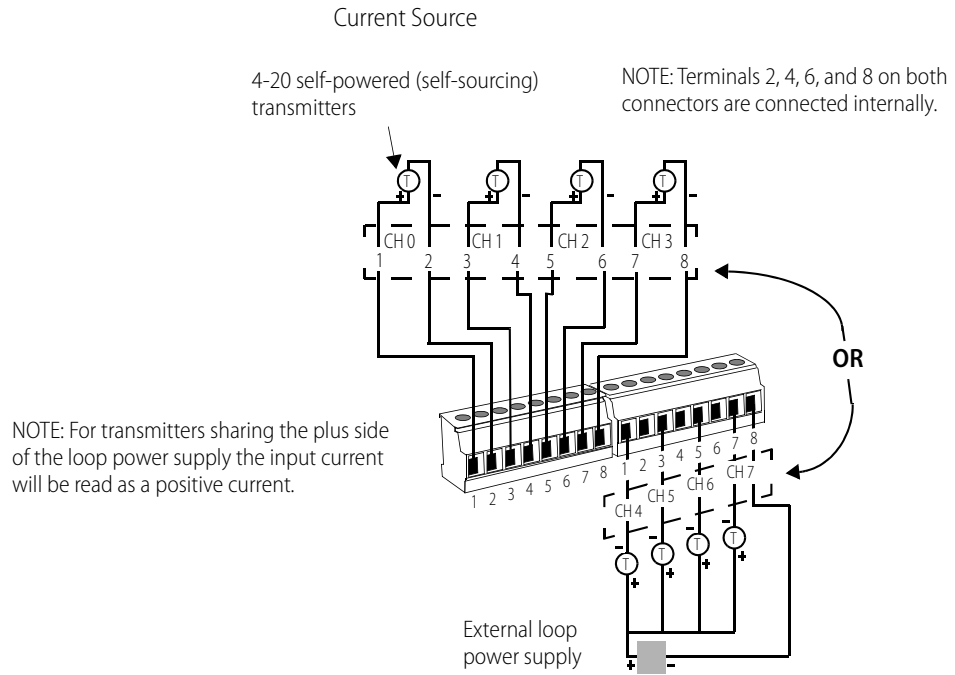 Current Source
4-20 self-powered (self-sourcing)
transmitters
NOTE: Terminals 2, 4, 6, and 8 on both
connectors are connected internally.
T T T T
+ - + - + - + -
CH 0 CH 1 CH 2 CH 3
1 2 3 4 5 6 7 8
OR
NOTE: For transmitters sharing the plus side
of the loop power supply the input current
will be read as a positive current.
1 2 3 4 5 6 7 8
1 2 3 4 5 6 7 8
CH 4 CH 5 CH 6 CH 7
- - - -
T T T T
+ + + +
External loop
power supply
+ -